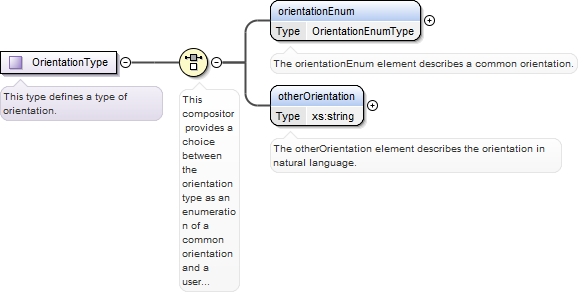 OrientationType
This type defines a type of
orientation.
This
compositor
provides a
choice
between
the
orientation
type as an
enumeratio
n of a
common
orientation
and a
user...
orientationEnum
Type OrientationEnumType
The orientationEnum element describes a common orientation.
otherOrientation
Type xs:string
The otherOrientation element describes the orientation in
natural language.